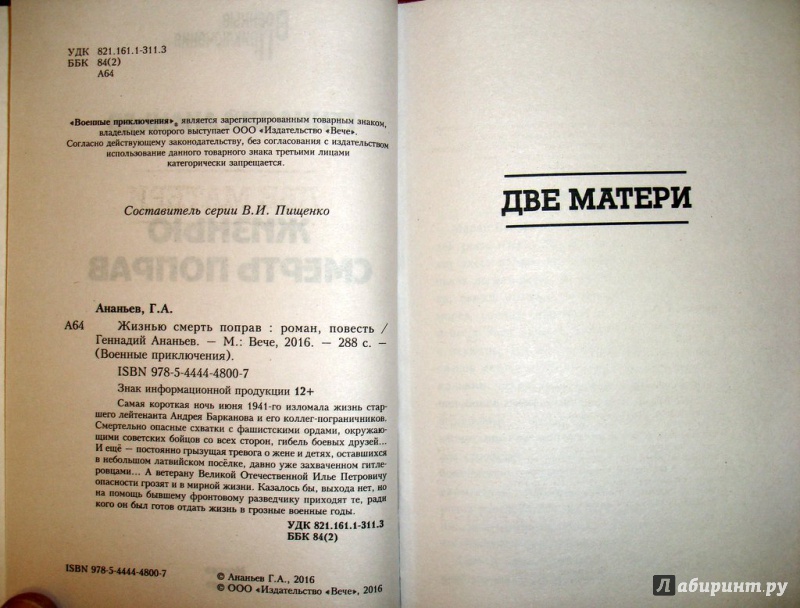 УДК 821.161.1-311.3
ББК 84(2)
А64
«Военные приключения», является зарегистрированным товарным знаком,
владельцем которого выступает ООО «Издательство «Вече».
Согласно действующему законодательству, без согласования с издательством
использование данного товарного знака третьими лицами
категорически запрещается.
Составитель серии В.И. Пищенко
Ананьев, Г.А.
А64 Жизнью смерть поправ : роман, повесть /
Геннадий Ананьев. — М.: Вече, 2016. — 288 с. —
(Военные приключения).
ISBN 978-5-4444-4800-7
Знак информационной продукции 12+
Самая короткая ночь июня 1941-го изломала жизнь стар-
шего лейтенанта Андрея Барканова и его коллег-пограничников.
Смертельно опасные схватки с фашистскими ордами, окружаю-
щими советских бойцов со всех сторон, гибель боевых друзей...
И ещё — постоянно грызущая тревога о жене и детях, оставшихся
в небольшом латвийском посёлке, давно уже захваченном гитле-
ровцами... А ветерану Великой Отечественной Илье Петровичу
опасности грозят и в мирной жизни. Казалось бы, выхода нет, но
на помощь бывшему фронтовому разведчику приходят те, ради
кого он был готов отдать жизнь в грозные военные годы.
УДК 821.161.1-311.3
ББК 84(2)
ISBN 978-5-4444-4800-7
© Ананьев Г.А., 2016
© ООО «Издательство «Вече», 2016
ДВЕ МАТЕРИ
Лабиринт.ру